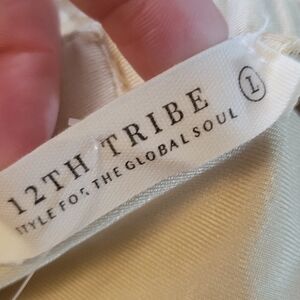 12TH TRIBE
STYLE FOR THE GLOBAL SOUL
L